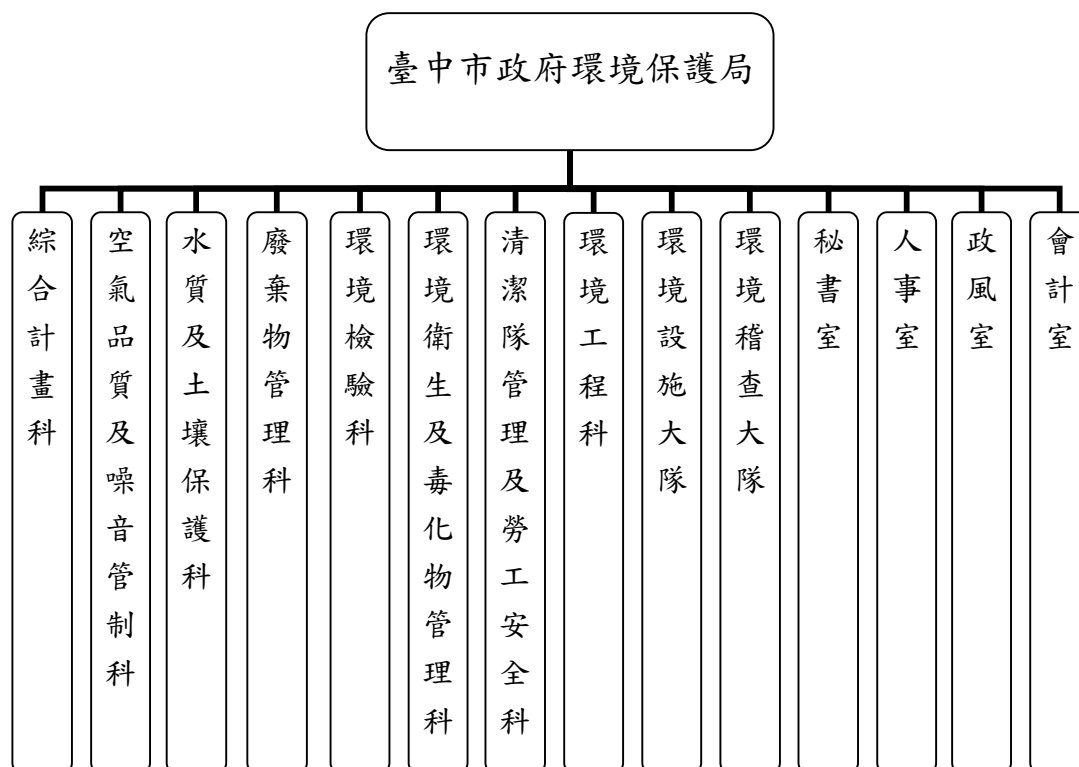 臺中市政府環境保護局
綜合計畫科
空氣品質及噪音管制科
水質及土壤保護科
廢棄物管理科
環境檢驗科
環境衛生及毒化物管理科
清潔隊管理及勞工安全科
環境工程科
環境設施大隊
環境稽查大隊
秘書室
人事室
政風室
會計室